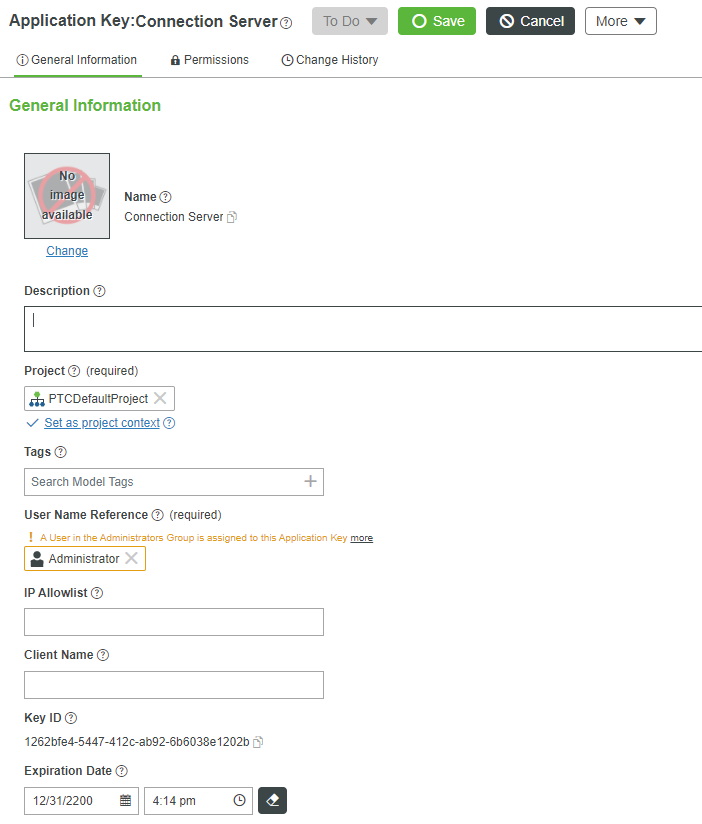 Application Key:Connection Server To Do Save Cancel More
General Information Permissions Change History
General Information
No
image
available
Name
Connection Server
Change
Description
Project (required)
PTCDefaultProject
Set as project context
Tags
Search Model Tags
User Name Reference (required)
! A User in the Administrators Group is assigned to this Application Key more
Administrator
IP Allowlist
Client Name
Key ID
1262bfe4-5447-412c-ab92-6b6038e1202b
Expiration Date
12/31/2200 4:14 pm